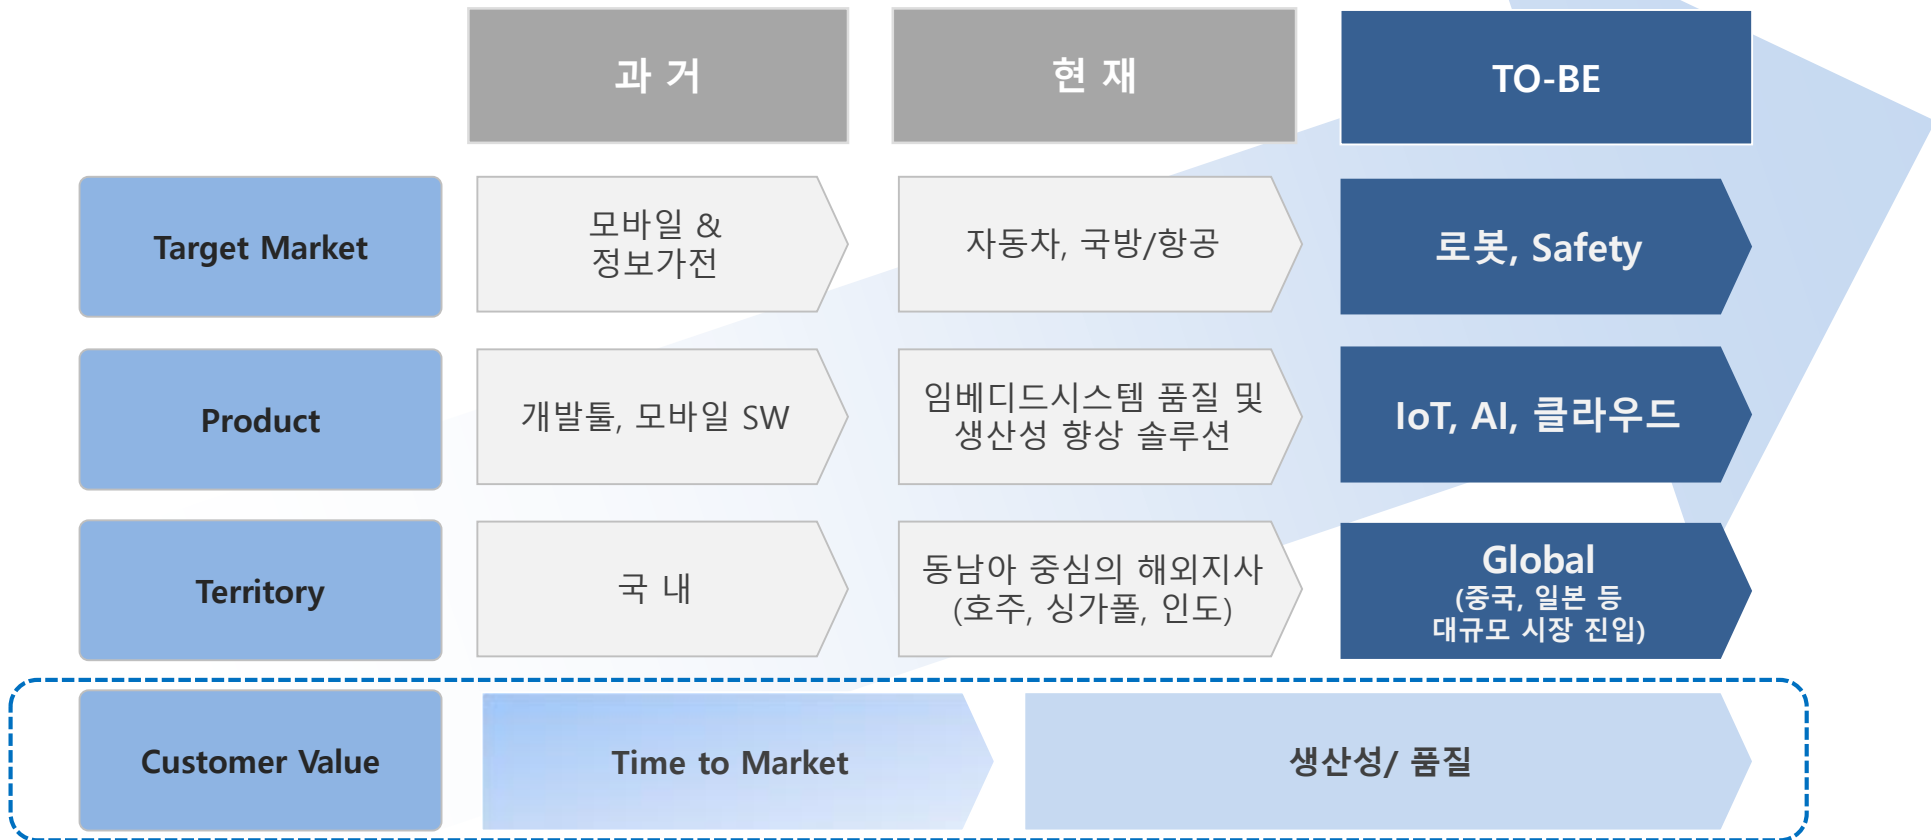 과 거
현 재
TO-BE
Target Market
모바일 &
정보가전
자동차, 국방/항공
로봇, Safety
Product
개발툴, 모바일 SW
임베디드시스템 품질 및
생산성 향상 솔루션
IoT, AI, 클라우드
Territory
국 내
동남아 중심의 해외지사
(호주, 싱가폴, 인도)
Global
(중국, 일본 등
대규모 시장 진입)
Customer Value
Time to Market
생산성/ 품질